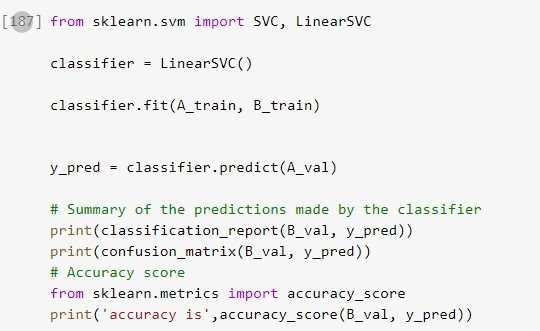 [187] from sklearn.svm import SVC, LinearSVC
classifier = LinearSVC()
classifier.fit(A_train, B_train)
y_pred = classifier.predict(A_val)
# Summary of the predictions made by the classifier
print(classification_report(B_val, y_pred))
print(confusion_matrix(B_val, y_pred))
# Accuracy score
from sklearn.metrics import accuracy_score
print('accuracy is',accuracy_score(B_val, y_pred))